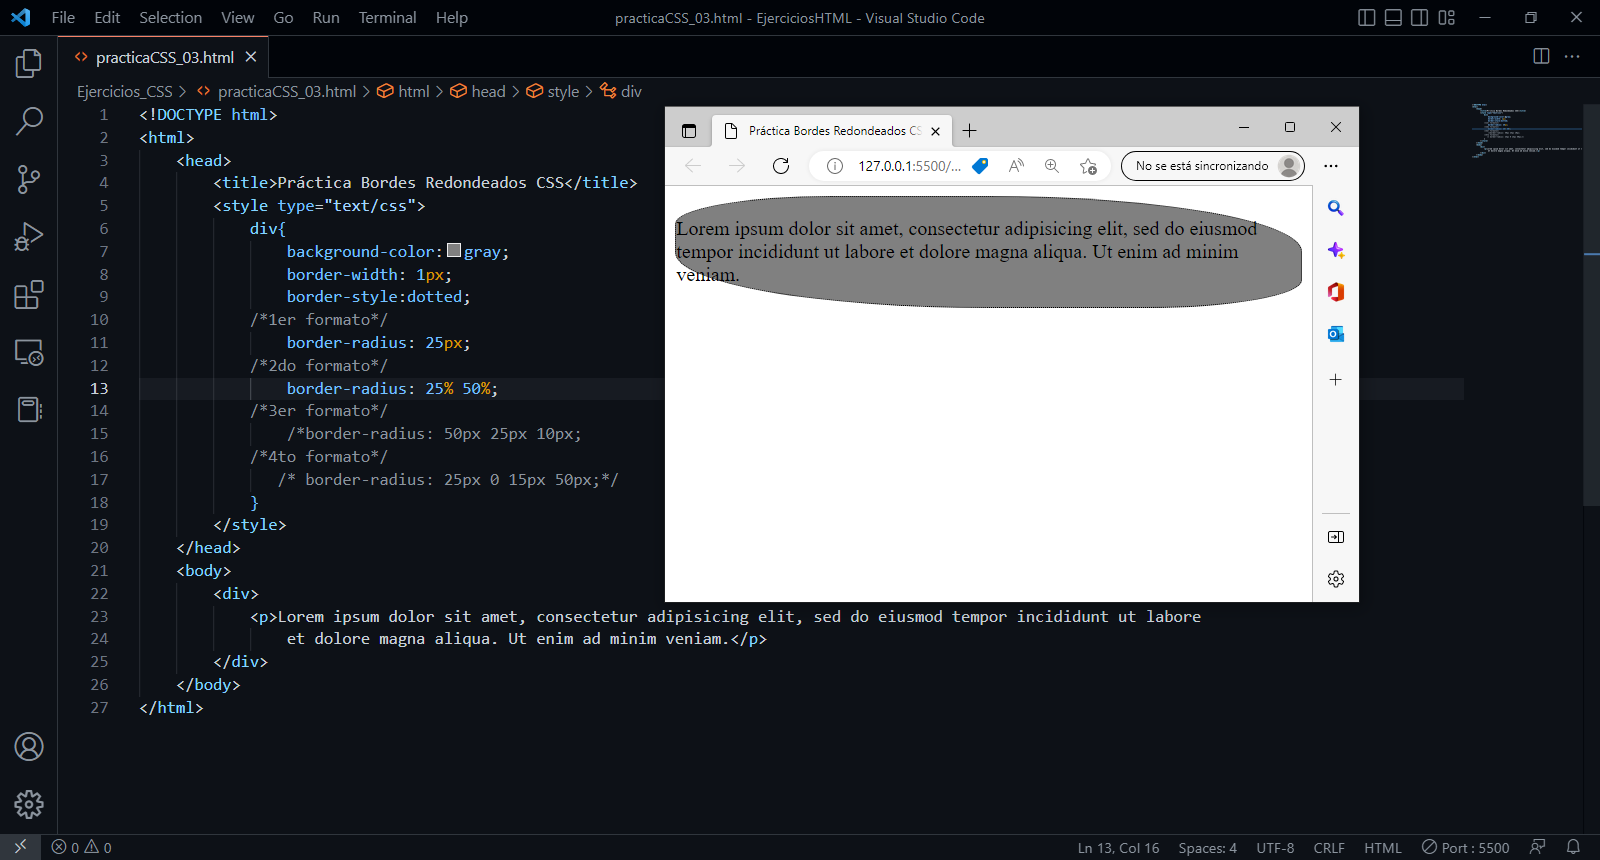 File Edit Selection View Go Run Terminal Help
practicaCSS_03.html - EjerciciosHTML - Visual Studio Code
practicaCSS_03.html
Ejercicios_CSS > practicaCSS_03.html > html > head > style > div
1 <!DOCTYPE html>
2 <html>
3 <head>
4 <title>Práctica Bordes Redondeados CSS</title>
5 <style type="text/css">
6 div{
7 background-color: gray;
8 border-width: 1px;
9 border-style:dotted;
10 /*1er formato*/
11 border-radius: 25px;
12 /*2do formato*/
13 border-radius: 25% 50%;
14 /*3er formato*/
15 /*border-radius: 50px 25px 10px;
16 /*4to formato*/
17 /* border-radius: 25px 0 15px 50px;*/
18 }
19 </style>
20 </head>
21 <body>
22 <div>
23 <p>Lorem ipsum dolor sit amet, consectetur adipisicing elit, sed do eiusmod tempor incididunt ut labore
24 et dolore magna aliqua. Ut enim ad minim veniam.</p>
25 </div>
26 </body>
27 </html>
Práctica Bordes Redondeados CS
127.0.0.1:5500/...
No se está sincronizando
Lorem ipsum dolor sit amet, consectetur adipisicing elit, sed do eiusmod
tempor incididunt ut labore et dolore magna aliqua. Ut enim ad minim
veniam.
0 0
Ln 13, Col 16 Spaces: 4 UTF-8 CRLF HTML Port : 5500